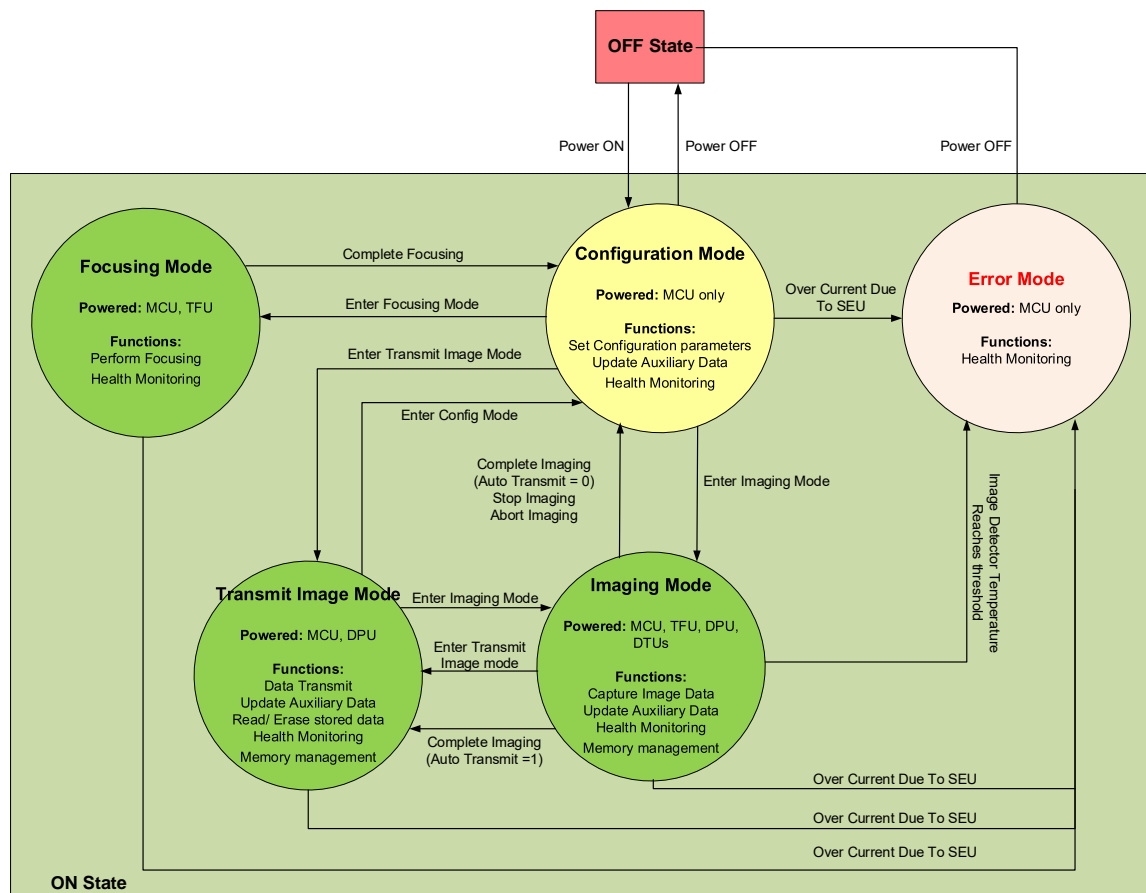 OFF State
Power ON
Power OFF
Power OFF
Focusing Mode
Powered: MCU, TFU
Functions:
Perform Focusing
Health Monitoring
Complete Focusing
Enter Focusing Mode
Enter Transmit Image Mode
Enter Config Mode
Configuration Mode
Powered: MCU only
Functions:
Set Configuration parameters
Update Auxiliary Data
Health Monitoring
Over Current Due
To SEU
Error Mode
Powered: MCU only
Functions:
Health Monitoring
Complete Imaging
(Auto Transmit = 0)
Stop Imaging
Abort Imaging
Enter Imaging Mode
Image Detector Temperature
Reaches threshold
Transmit Image Mode
Powered: MCU, DPU
Functions:
Data Transmit
Update Auxiliary Data
Read/ Erase stored data
Health Monitoring
Memory management
Enter Imaging Mode
Enter Transmit
Image mode
Complete Imaging
(Auto Transmit =1)
Imaging Mode
Powered: MCU, TFU, DPU,
DTUs
Functions:
Capture Image Data
Update Auxiliary Data
Health Monitoring
Memory management
Over Current Due To SEU
Over Current Due To SEU
Over Current Due To SEU
ON State